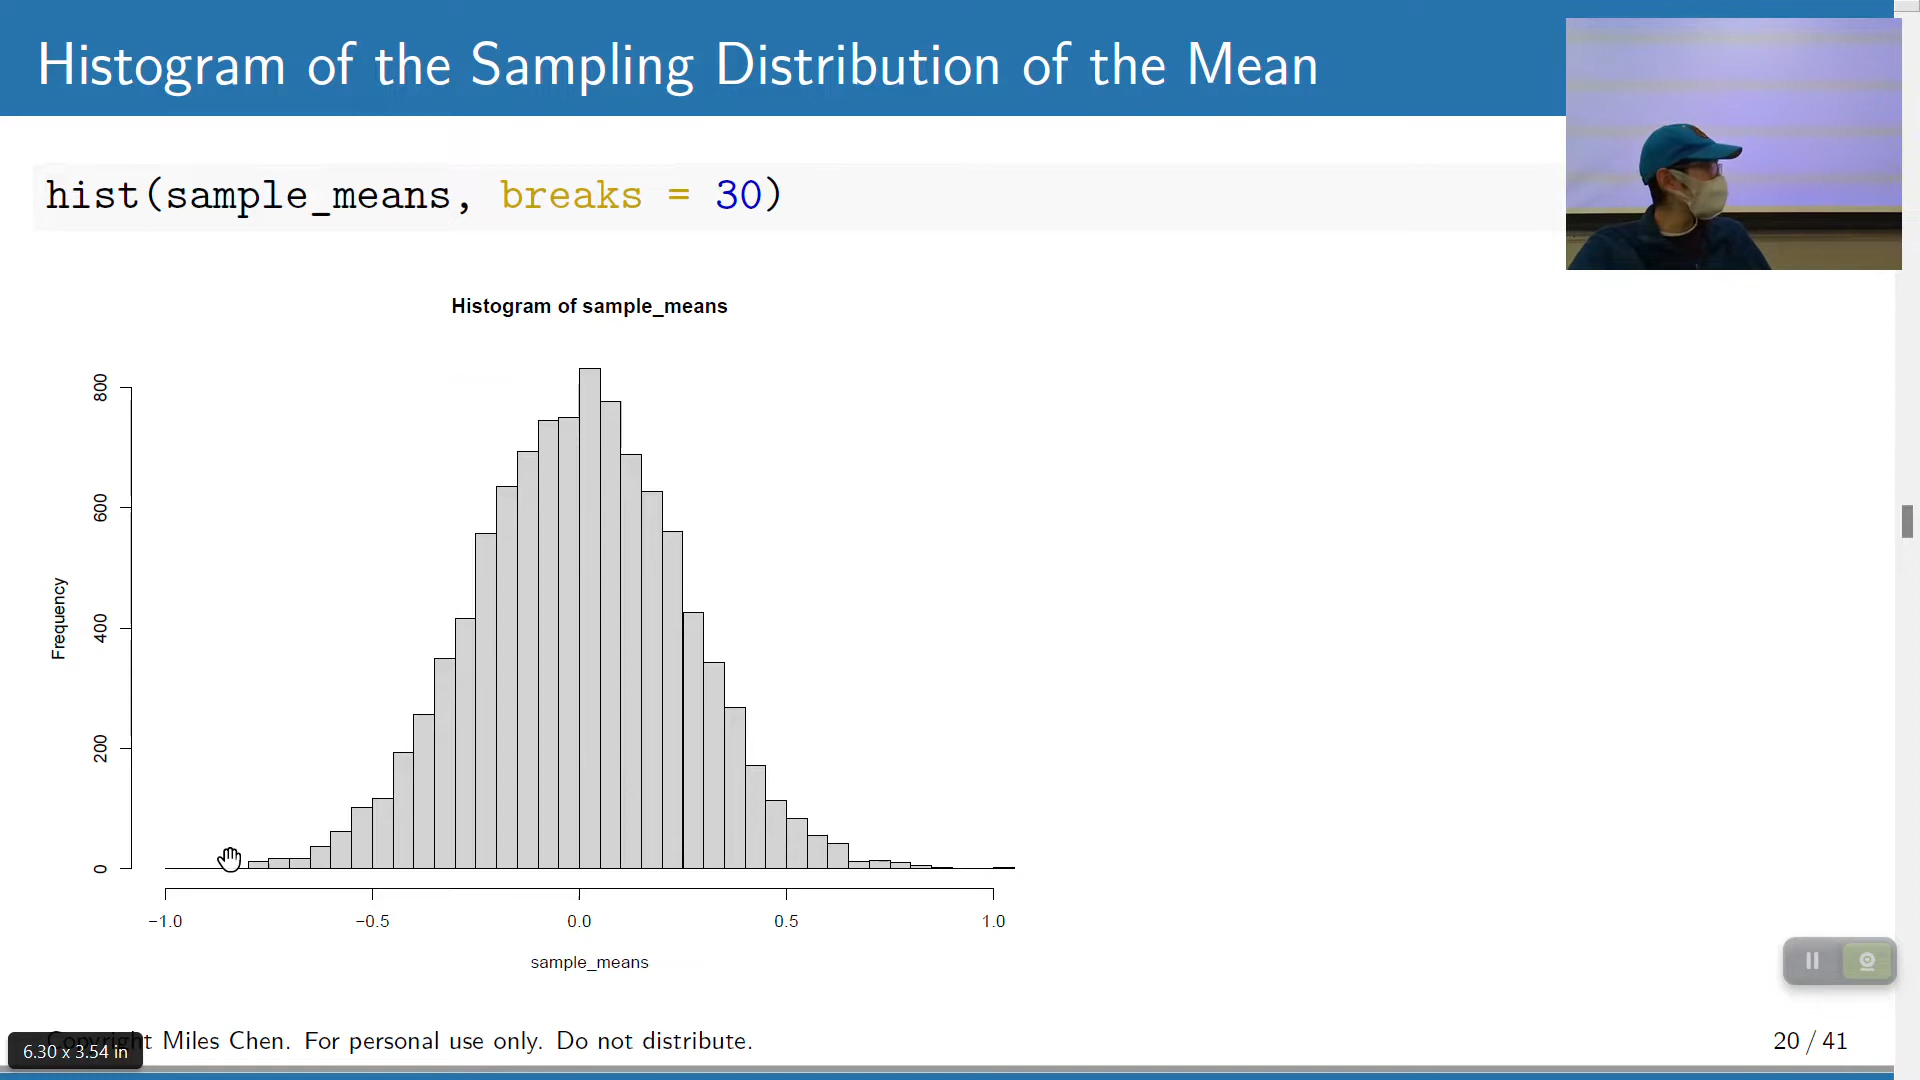 Histogram of the Sampling Distribution of the Mean
hist(sample_means, breaks = 30)
Histogram of sample_means
800
600
400
200
0
Frequency
−1.0 −0.5 0.0 0.5 1.0
sample_means
Copyright Miles Chen. For personal use only. Do not distribute.
20 / 41
6.30 x 3.54 in